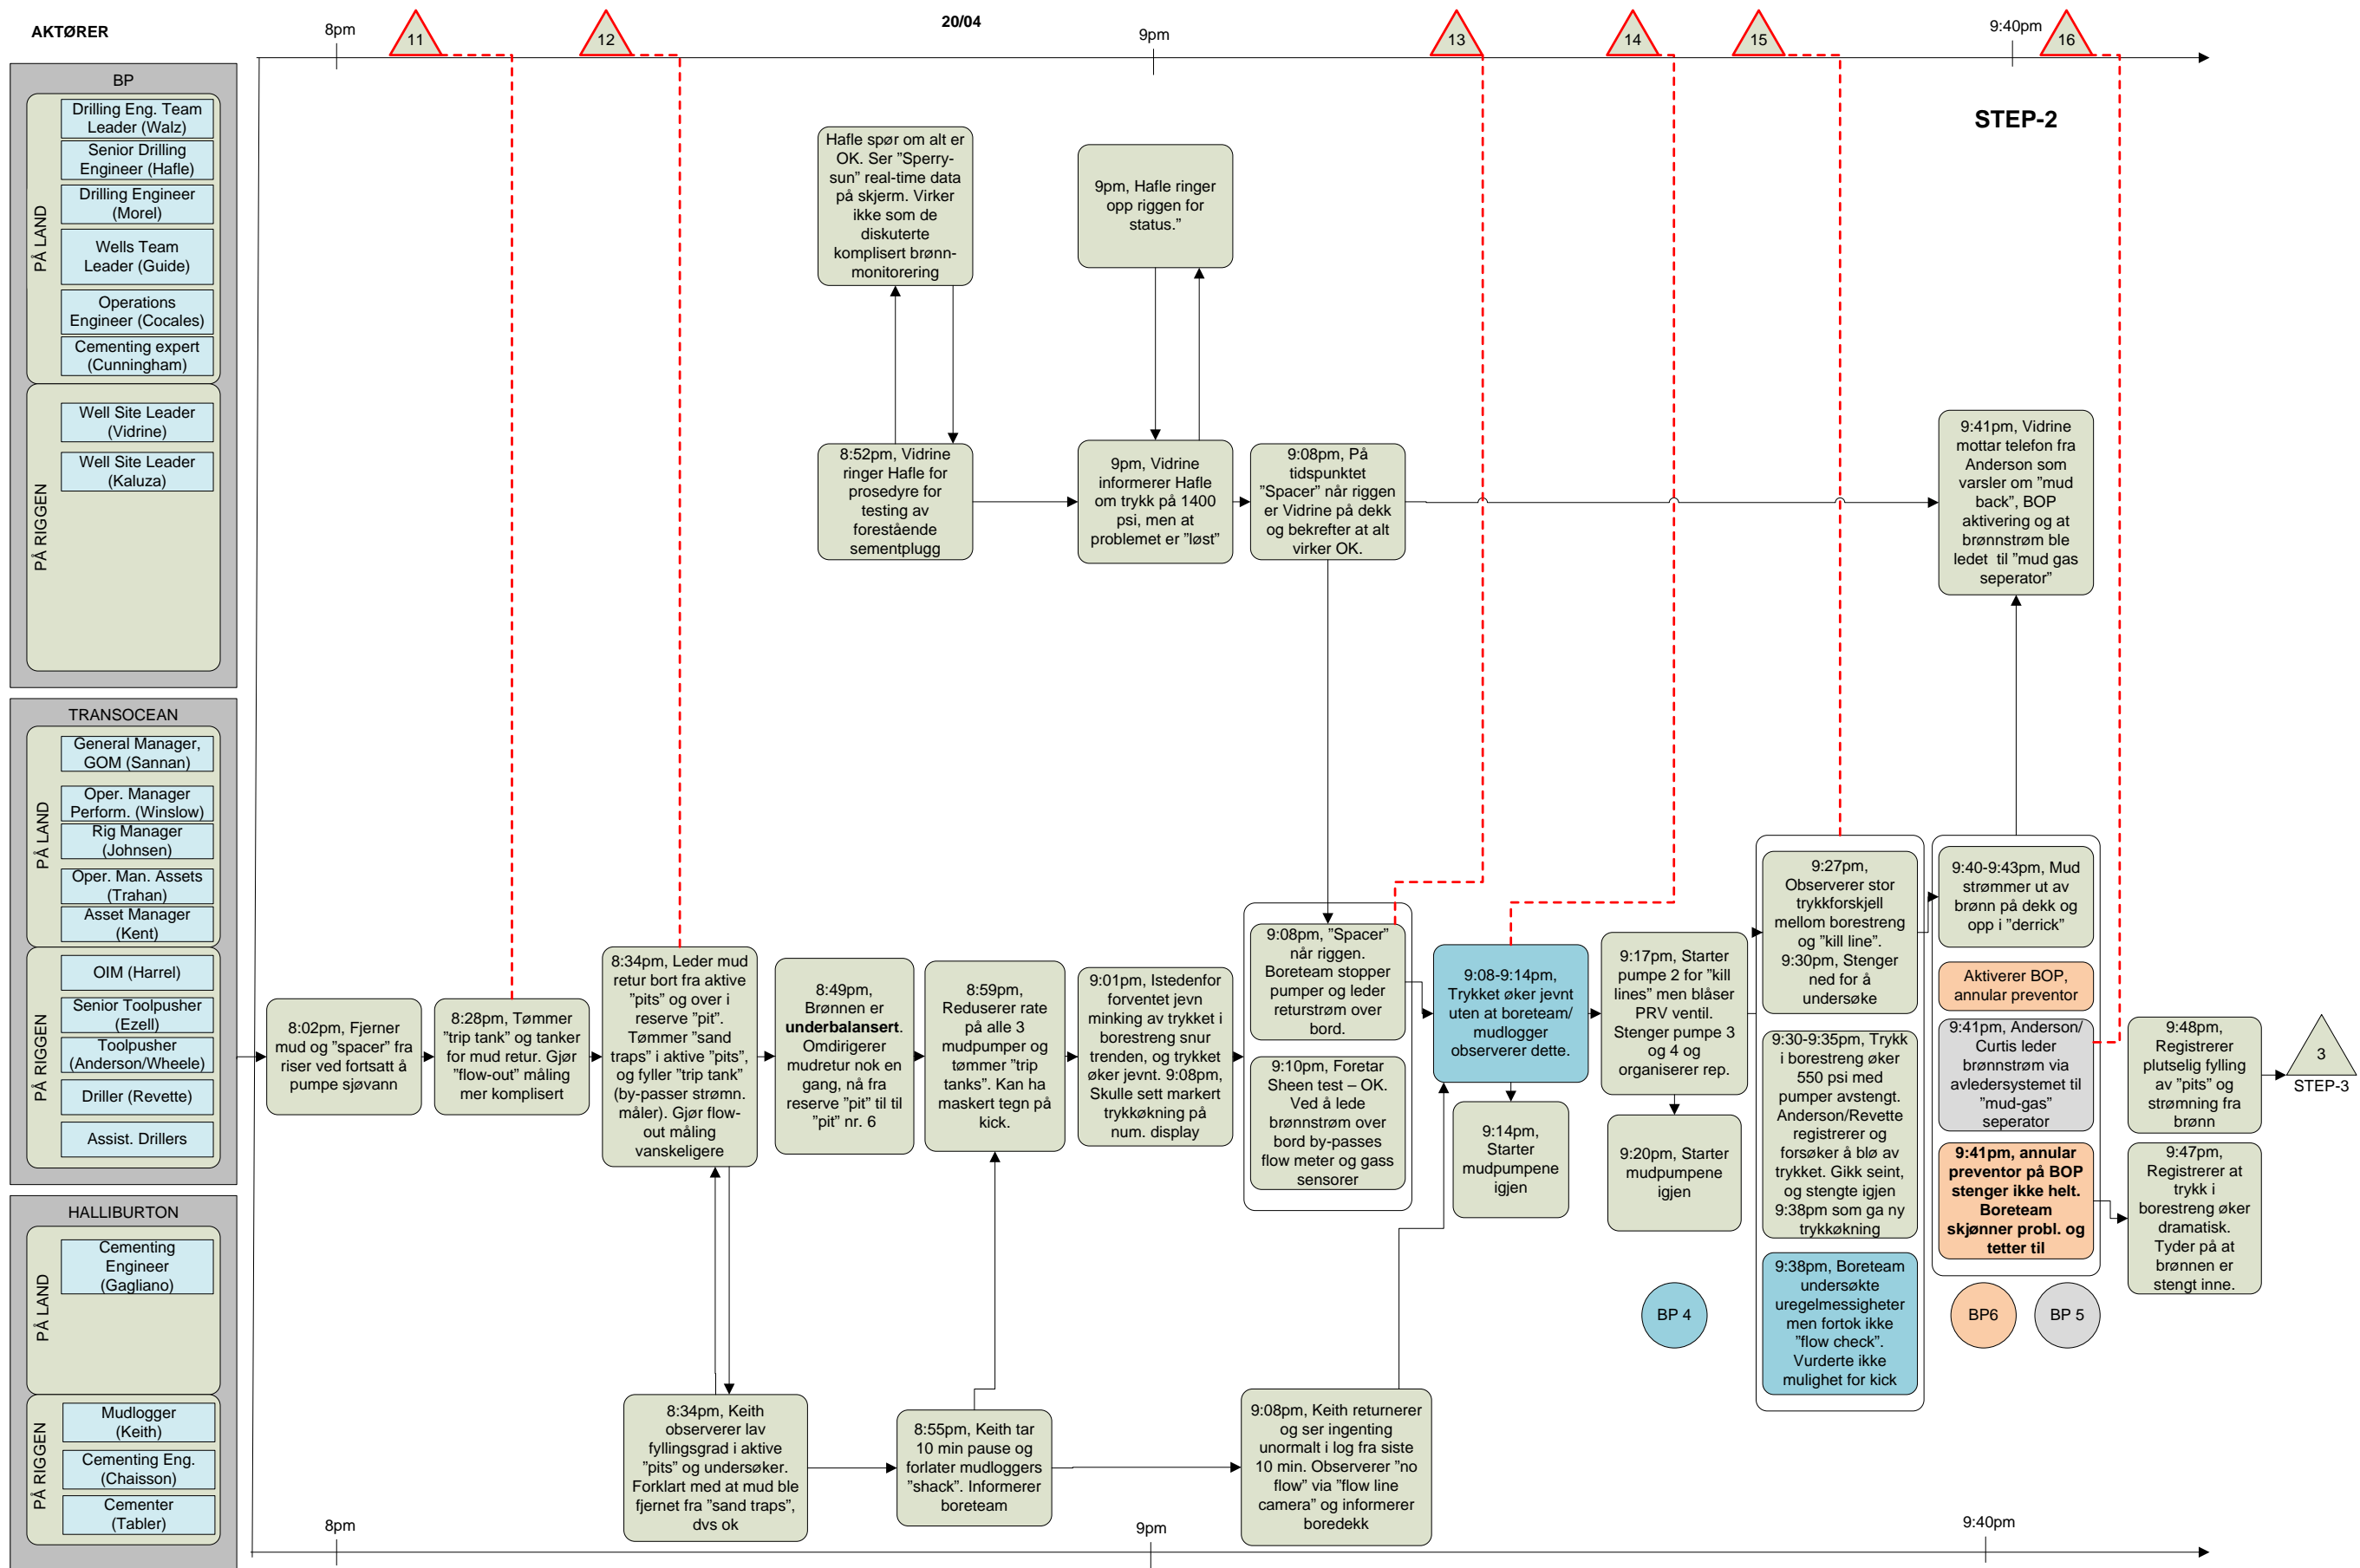 AKTØRER
8pm
11
12
20/04
9pm
13
14
15
9:40pm
16
STEP-2
BP
PÅ LAND
Drilling Eng. Team
Leader (Walz)
Senior Drilling
Engineer (Hafle)
Drilling Engineer
(Morel)
Wells Team
Leader (Guide)
Operations
Engineer (Cocales)
Cementing expert
(Cunningham)
PÅ RIGGEN
Well Site Leader
(Vidrine)
Well Site Leader
(Kaluza)
Hafle spør om alt er
OK. Ser ”Sperry-
sun” real-time data
på skjerm. Virker
ikke som de
diskuterte
komplisert brønn-
monitorering
9pm, Hafle ringer
opp riggen for
status.”
8:52pm, Vidrine
ringer Hafle for
prosedyre for
testing av
forestående
sementplugg
9pm, Vidrine
informerer Hafle
om trykk på 1400
psi, men at
problemet er ”løst”
9:08pm, På
tidspunktet
”Spacer” når riggen
er Vidrine på dekk
og bekrefter at alt
virker OK.
9:41pm, Vidrine
mottar telefon fra
Anderson som
varsler om ”mud
back”, BOP
aktivering og at
brønnstrøm ble
ledet til ”mud gas
seperator”
TRANSOCEAN
PÅ LAND
General Manager,
GOM (Sannan)
Oper. Manager
Perform. (Winslow)
Rig Manager
(Johnsen)
Oper. Man. Assets
(Trahan)
Asset Manager
(Kent)
PÅ RIGGEN
OIM (Harrel)
Senior Toolpusher
(Ezell)
Toolpusher
(Anderson/Wheele)
Driller (Revette)
Assist. Drillers
8:02pm, Fjerner
mud og ”spacer” fra
riser ved fortsatt å
pumpe sjøvann
8:28pm, Tømmer
”trip tank” og tanker
for mud retur. Gjør
”flow-out” måling
mer komplisert
8:34pm, Leder mud
retur bort fra aktive
”pits” og over i
reserve ”pit”.
Tømmer ”sand
traps” i aktive ”pits”,
og fyller ”trip tank”
(by-passer strømn.
måler). Gjør flow-
out måling
vanskeligere
8:49pm,
Brønnen er
underbalansert.
Omdirigerer
mudretur nok en
gang, nå fra
reserve ”pit” til til
”pit” nr. 6
8:59pm,
Reduserer rate
på alle 3
mudpumper og
tømmer ”trip
tanks”. Kan ha
maskert tegn på
kick.
9:01pm, Istedenfor
forventet jevn
minking av trykket i
borestreng snur
trenden, og trykket
øker jevnt. 9:08pm,
Skulle sett markert
trykkøkning på
num. display
9:08pm, ”Spacer”
når riggen.
Boreteam stopper
pumper og leder
returstrøm over
bord.
9:10pm, Foretar
Sheen test – OK.
Ved å lede
brønnstrøm over
bord by-passes
flow meter og gass
sensorer
9:08-9:14pm,
Trykket øker jevnt
uten at boreteam/
mudlogger
observerer dette.
9:14pm,
Starter
mudpumpene
igjen
9:17pm, Starter
pumpe 2 for ”kill
lines” men blåser
PRV ventil.
Stenger pumpe 3
og 4 og
organiserer rep.
9:20pm, Starter
mudpumpene
igjen
9:27pm,
Observerer stor
trykkforskjell
mellom borestreng
og ”kill line”.
9:30pm, Stenger
ned for å
undersøke
9:30-9:35pm, Trykk
i borestreng øker
550 psi med
pumper avstengt.
Anderson/Revette
registrerer og
forsøker å blø av
trykket. Gikk seint,
og stengte igjen
9:38pm som ga ny
trykkøkning
9:38pm, Boreteam
undersøkte
uregelmessigheter
men fortok ikke
”flow check”.
Vurderte ikke
mulighet for kick
9:40-9:43pm, Mud
strømmer ut av
brønn på dekk og
opp i ”derrick”
Aktiverer BOP,
annular preventor
9:41pm, Anderson/
Curtis leder
brønnstrøm via
avledersystemet til
”mud-gas”
seperator
9:41pm, annular
preventor på BOP
stenger ikke helt.
Boreteam
skjønner probl. og
tetter til
9:48pm,
Registrerer
plutselig fylling
av ”pits” og
strømning fra
brønn
9:47pm,
Registrerer at
trykk i
borestreng øker
dramatisk.
Tyder på at
brønnen er
stengt inne.
3
STEP-3
BP 4
BP6
BP 5
HALLIBURTON
PÅ LAND
Cementing
Engineer
(Gagliano)
PÅ RIGGEN
Mudlogger
(Keith)
Cementing Eng.
(Chaisson)
Cementer
(Tabler)
8:34pm, Keith
observerer lav
fyllingsgrad i aktive
”pits” og undersøker.
Forklart med at mud ble
fjernet fra ”sand traps”,
dvs ok
8:55pm, Keith tar
10 min pause og
forlater mudloggers
”shack”. Informerer
boreteam
9:08pm, Keith returnerer
og ser ingenting
unormalt i log fra siste
10 min. Observerer ”no
flow” via ”flow line
camera” og informerer
boredekk
8pm
9pm
9:40pm